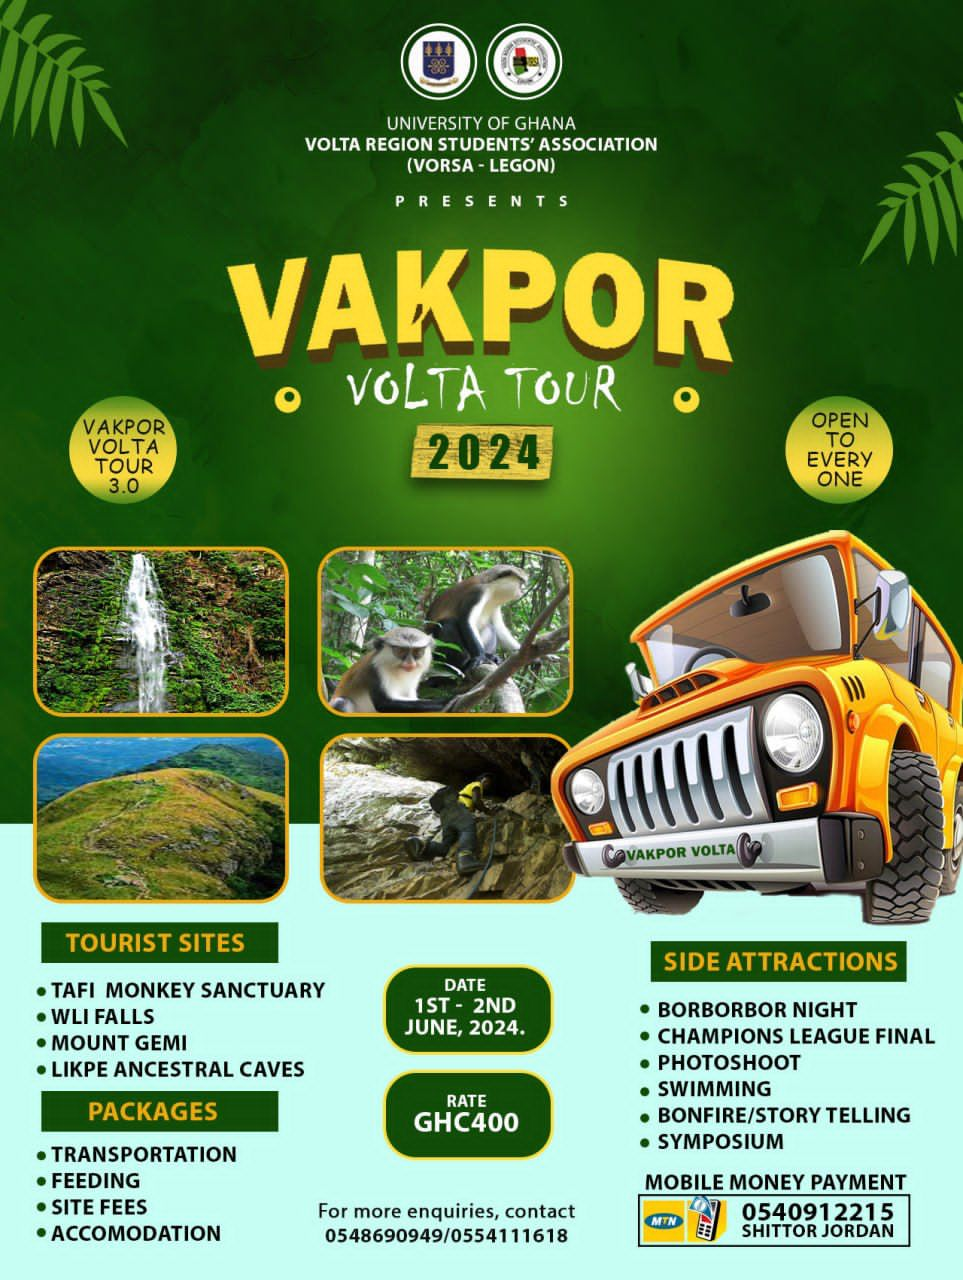 UNIVERSITY OF GHANA
VOLTA REGION STUDENTS' ASSOCIATION
(VORSA - LEGON)
PRESENTS
VAKPOR
VOLTA TOUR
2024
VAKPOR
VOLTA
TOUR
3.0
OPEN
TO
EVERY
ONE
VAKPOR VOLTA
TOURIST SITES
TAFI MONKEY SANCTUARY
WLI FALLS
MOUNT GEMI
LIKPE ANCESTRAL CAVES
PACKAGES
TRANSPORTATION
FEEDING
SITE FEES
ACCOMODATION
DATE
1ST - 2ND
JUNE, 2024.
RATE
GHC400
For more enquiries, contact
0548690949/0554111618
SIDE ATTRACTIONS
BORBORBOR NIGHT
CHAMPIONS LEAGUE FINAL
PHOTOSHOOT
SWIMMING
BONFIRE/STORY TELLING
SYMPOSIUM
MOBILE MONEY PAYMENT
MTN
0540912215
SHITTOR JORDAN